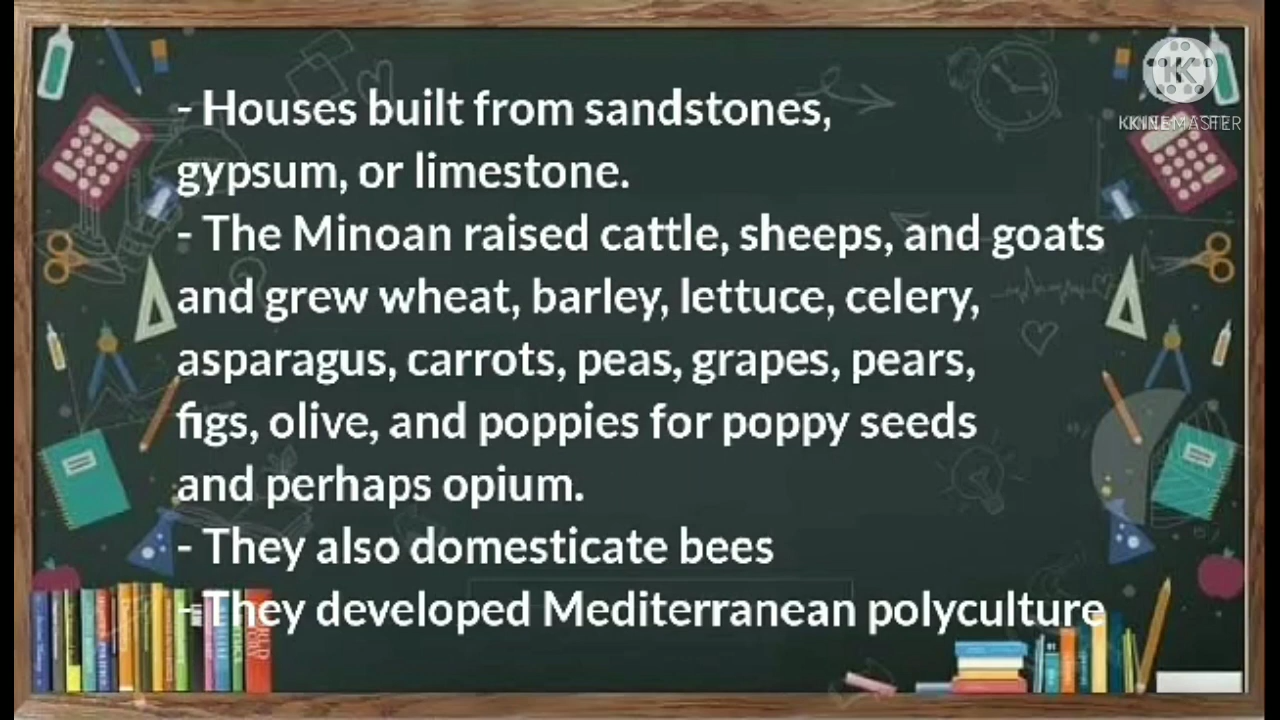 - Houses built from sandstones,
gypsum, or limestone.
- The Minoan raised cattle, sheeps, and goats
and grew wheat, barley, lettuce, celery,
asparagus, carrots, peas, grapes, pears,
figs, olive, and poppies for poppy seeds
and perhaps opium.
- They also domesticate bees
- They developed Mediterranean polyculture
K
KINEMASTER